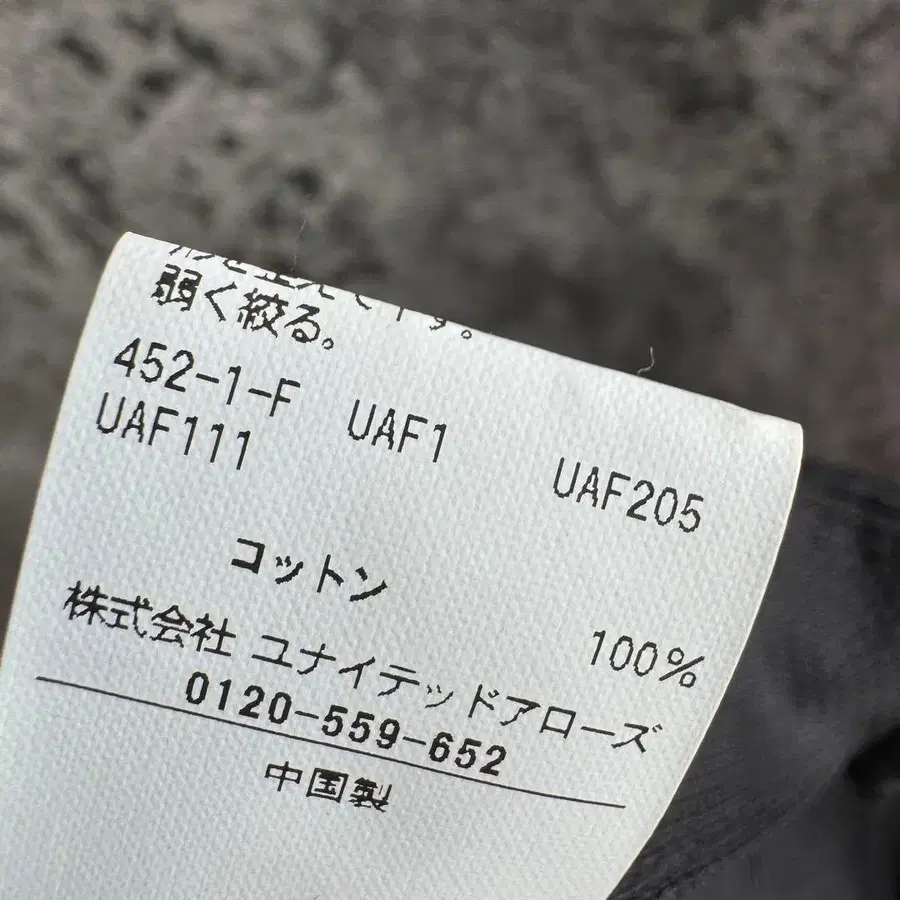 弱く絞る。
452-1-F UAF1
UAF111 UAF205
コットン 100%
株式会社 ユナイテッドアローズ
0120-559-652
中国製